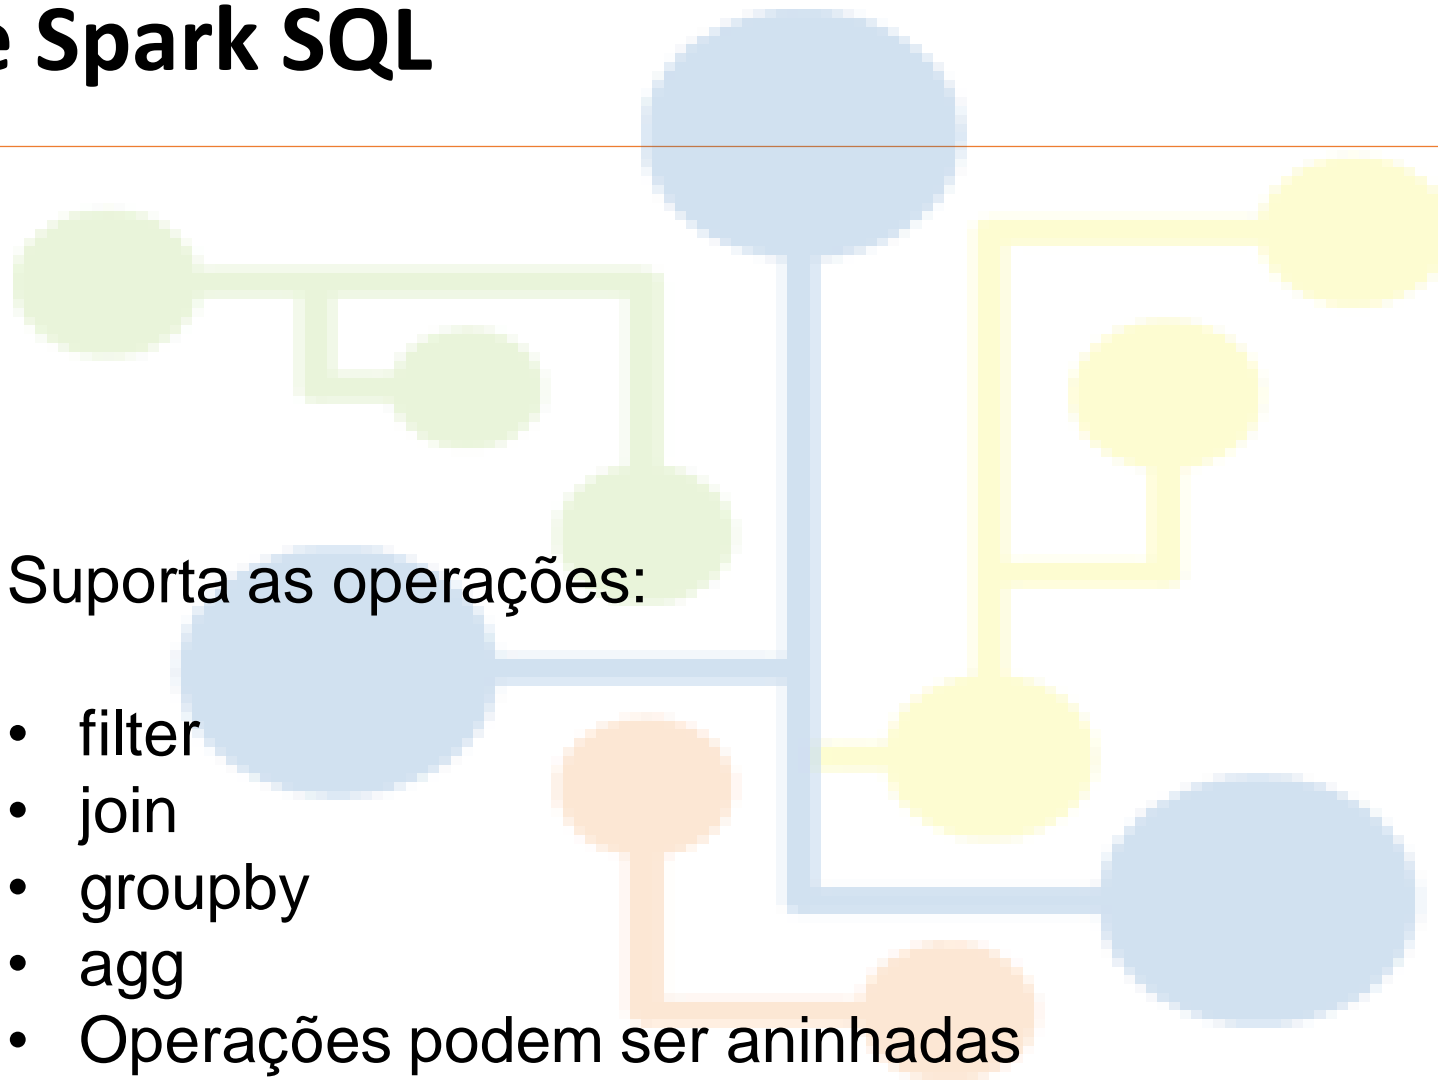 e Spark SQL
Suporta as operações:
• filter
• join
• groupby
• agg
• Operações podem ser aninhadas